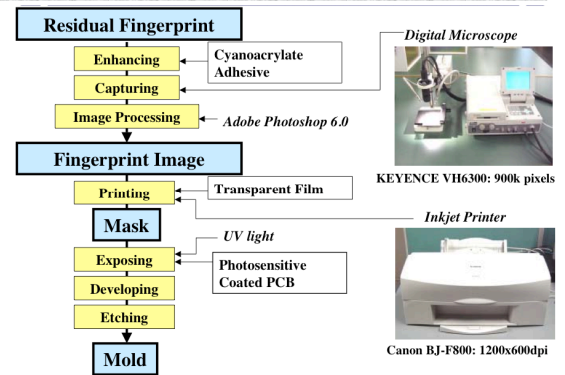 Residual Fingerprint
Digital Microscope
Enhancing
Cyanoacrylate
Adhesive
Capturing
Image Processing
Adobe Photoshop 6.0
Fingerprint Image
KEYENCE VH6300: 900k pixels
Printing
Transparent Film
Inkjet Printer
Mask
UV light
Exposing
Photosensitive
Coated PCB
Developing
Etching
Canon BJ-F800: 1200x600dpi
Mold